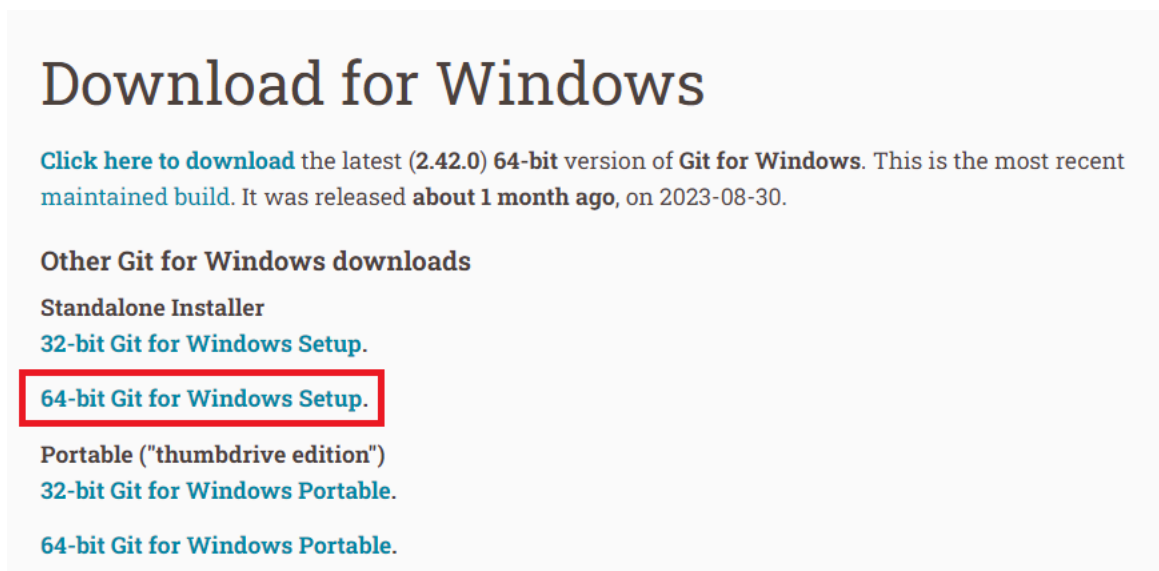 Download for Windows
Click here to download the latest (2.42.0) 64-bit version of Git for Windows. This is the most recent
maintained build. It was released about 1 month ago, on 2023-08-30.
Other Git for Windows downloads
Standalone Installer
32-bit Git for Windows Setup.
64-bit Git for Windows Setup.
Portable ("thumbdrive edition")
32-bit Git for Windows Portable.
64-bit Git for Windows Portable.